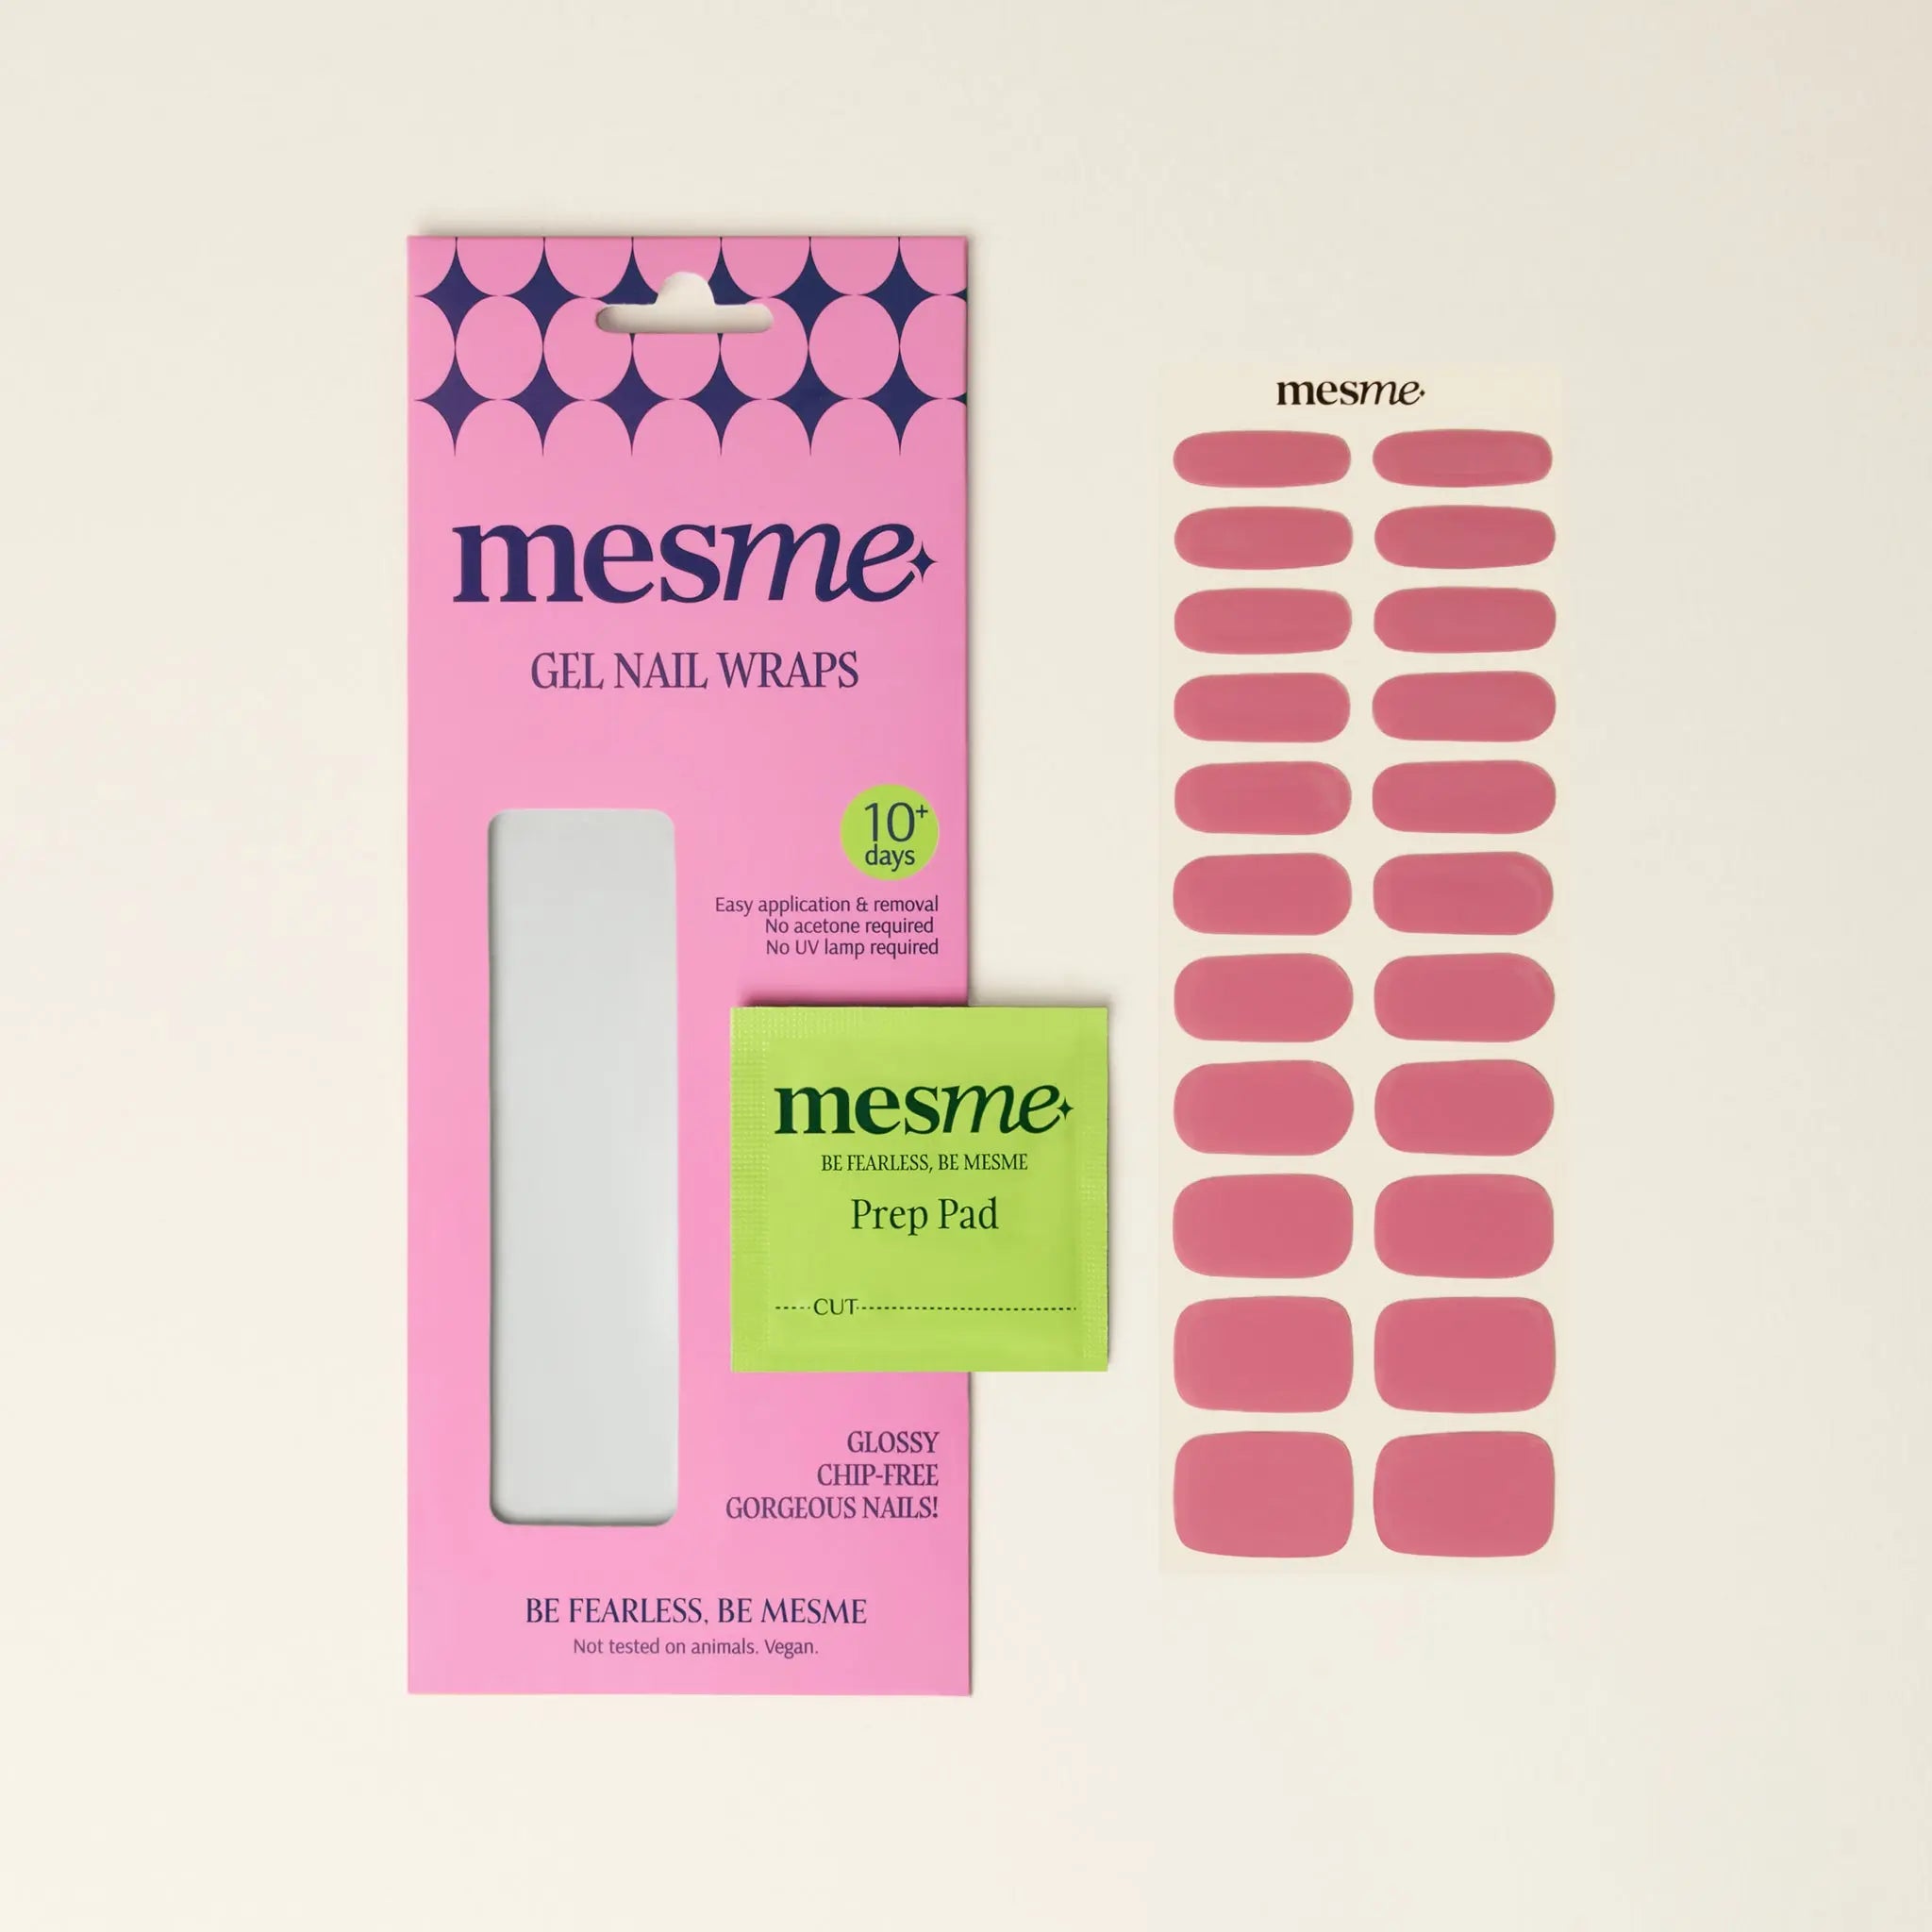 mesme
GEL NAIL WRAPS
10+
days
Easy application & removal
No acetone required
No UV lamp required
mesme
BE FEARLESS, BE MESME
Prep Pad
CUT
GLOSSY
CHIP-FREE
GORGEOUS NAILS!
BE FEARLESS, BE MESME
Not tested on animals. Vegan.
mesme